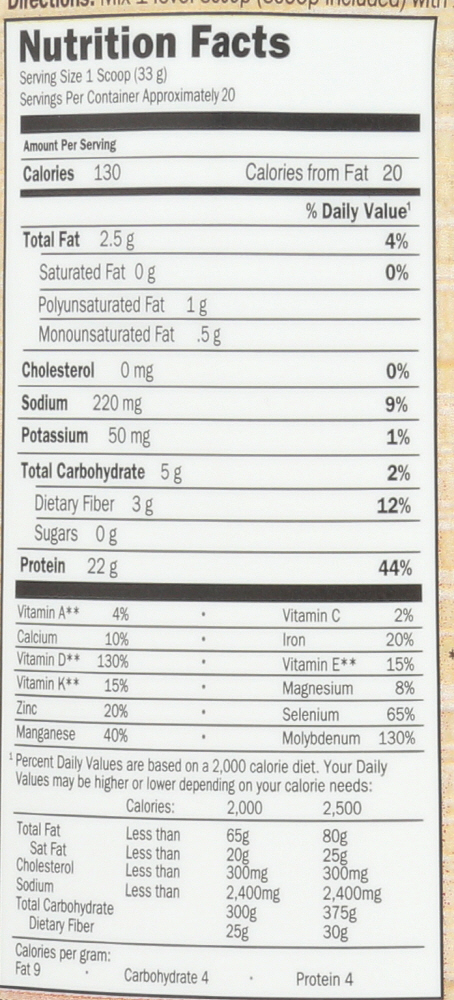 Directions: Mix 1 level scoop (scoop included) with
Nutrition Facts
Serving Size 1 Scoop (33 g)
Servings Per Container Approximately 20
Amount Per Serving
Calories 130 Calories from Fat 20
% Daily Value¹
Total Fat 2.5 g 4%
Saturated Fat 0 g 0%
Polyunsaturated Fat 1 g
Monounsaturated Fat .5 g
Cholesterol 0 mg 0%
Sodium 220 mg 9%
Potassium 50 mg 1%
Total Carbohydrate 5 g 2%
Dietary Fiber 3 g 12%
Sugars 0 g
Protein 22 g 44%
Vitamin A** 4% • Vitamin C 2%
Calcium 10% • Iron 20%
Vitamin D** 130% • Vitamin E** 15%
Vitamin K** 15% • Magnesium 8%
Zinc 20% • Selenium 65%
Manganese 40% • Molybdenum 130%
¹ Percent Daily Values are based on a 2,000 calorie diet. Your Daily
Values may be higher or lower depending on your calorie needs:
Calories: 2,000 2,500
Total Fat Less than 65g 80g
Sat Fat Less than 20g 25g
Cholesterol Less than 300mg 300mg
Sodium Less than 2,400mg 2,400mg
Total Carbohydrate 300g 375g
Dietary Fiber 25g 30g
Calories per gram:
Fat 9 • Carbohydrate 4 • Protein 4